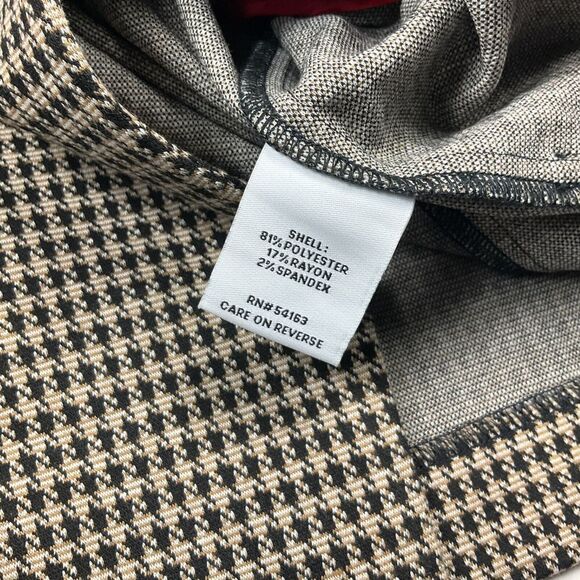 SHELL:
81% POLYESTER
17% RAYON
2% SPANDEX
RN# 54163
CARE ON REVERSE